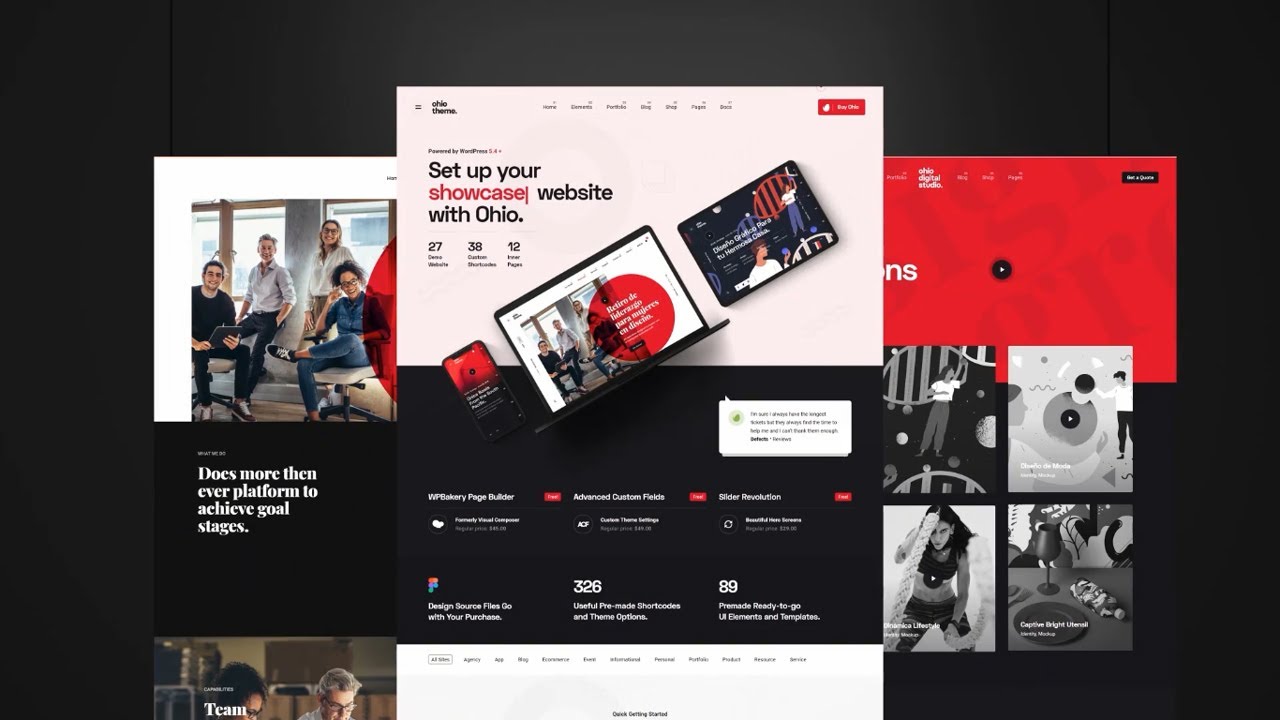 ohio
theme.
Home
Elements
Portfolio
Blog
Shop
Pages
Docs
Buy Ohio
Powered by WordPress 5.4 +
Set up your
showcase| website
with Ohio.
27
Demo
Website
38
Custom
Shortcodes
12
Inner
Pages
Diseño Gráfico Para
tu Hermosa Casa.
Retiro de
liderazgo
para mujeres
en diseño.
I'm sure I always have the longest
tickets but they always find the time to
help me and I can't thank them enough.
Defects • Reviews
WPBakery Page Builder
Free!
Formerly Visual Composer
Regular price: $45.00
Advanced Custom Fields
Free!
ACF
Custom Theme Settings
Regular price: $49.00
Slider Revolution
Free!
Beautiful Hero Screens
Regular price: $29.00
Design Source Files Go
with Your Purchase.
326
Useful Pre-made Shortcodes
and Theme Options.
89
Premade Ready-to-go
UI Elements and Templates.
All Sites
Agency
App
Blog
Ecommerce
Event
Informational
Personal
Portfolio
Product
Resource
Service
Quick Getting Started
Hom
WHAT WE DO
Does more then
ever platform to
achieve goal
stages.
CAPABILITIES
Team
Portfolio
ohio
digital
studio.
Blog
Shop
Pages
Get a Quote
ons
Diseño de Moda
Identity, Mockup
Dinámica Lifestyle
Identity, Mockup
Captive Bright Utensil
Identity, Mockup